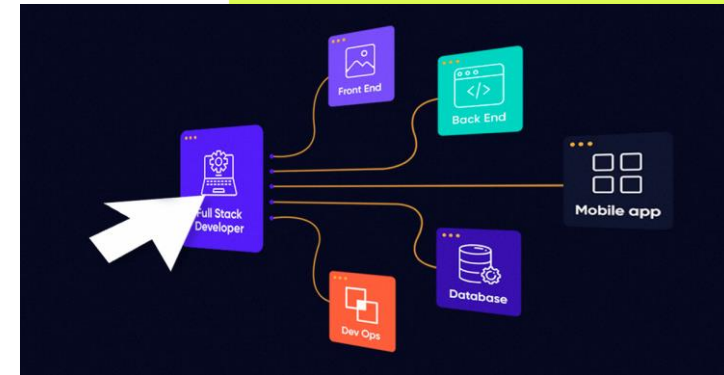 Front End
Back End
Full Stack
Developer
Mobile app
Database
Dev Ops